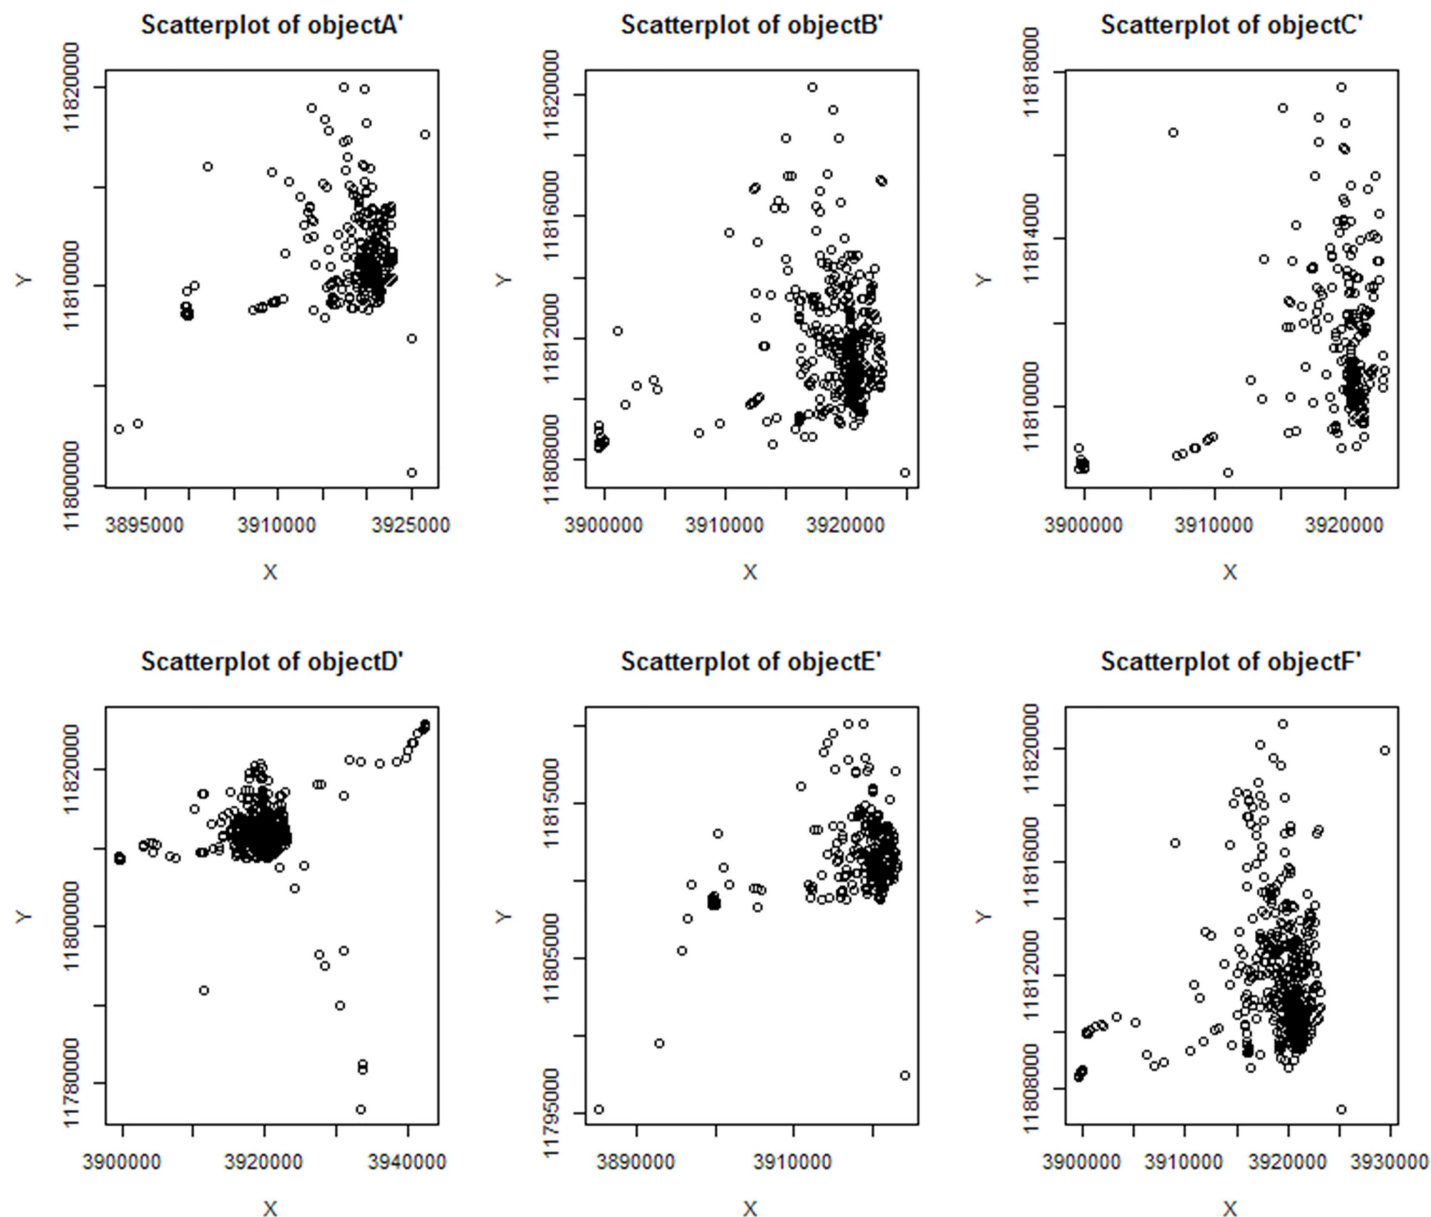 Scatterplot of objectA'
Y
11800000 11810000 11820000
3895000 3910000 3925000
X
Scatterplot of objectB'
Y
11808000 11812000 11816000 11820000
3900000 3910000 3920000
X
Scatterplot of objectC'
Y
11810000 11814000 11818000
3900000 3910000 3920000
X
Scatterplot of objectD'
Y
11780000 11800000 11820000
3900000 3920000 3940000
X
Scatterplot of objectE'
Y
11795000 11805000 11815000
3890000 3910000
X
Scatterplot of objectF'
Y
11808000 11812000 11816000 11820000
3900000 3910000 3920000 3930000
X